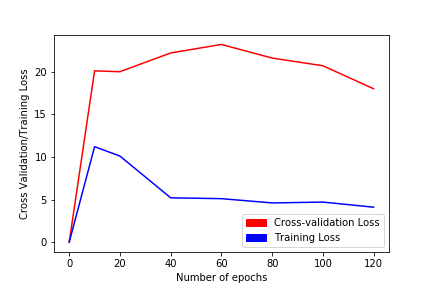 Cross Validation/Training Loss
20
15
10
5
0
0 20 40 60 80 100 120
Number of epochs
Cross-validation Loss
Training Loss